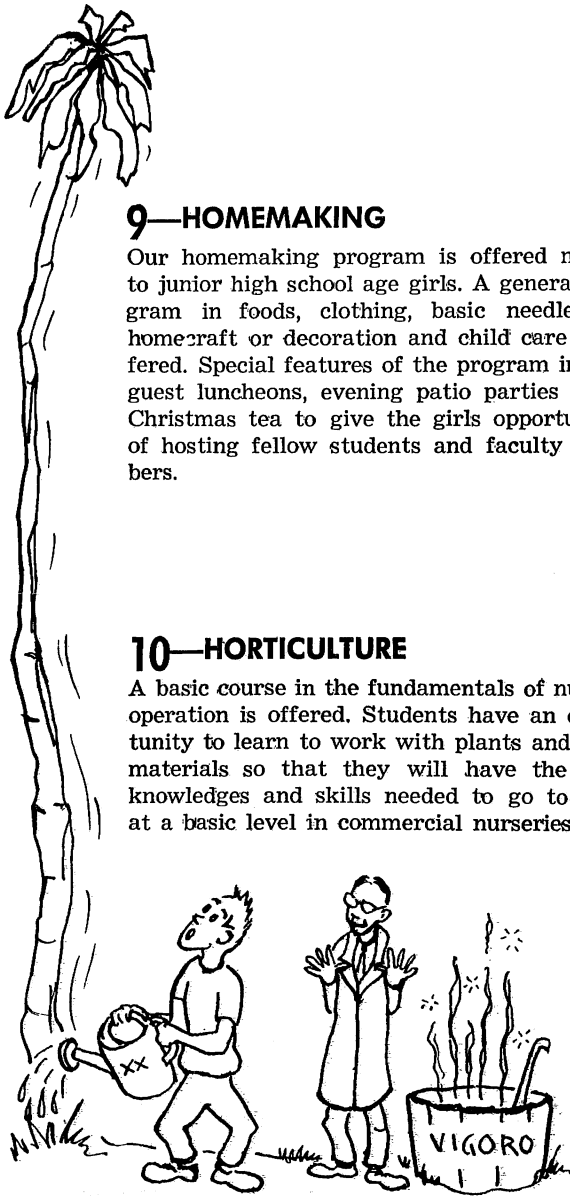 9—HOMEMAKING
Our homemaking program is offered
to junior high school age girls. A genera
gram in foods, clothing, basic needle
homecraft or decoration and child care
fered. Special features of the program in
guest luncheons, evening patio parties
Christmas tea to give the girls opportu
of hosting fellow students and faculty
bers.
10—HORTICULTURE
A basic course in the fundamentals of nu
operation is offered. Students have an
tunity to learn to work with plants and
materials so that they will have the
knowledges and skills needed to go to
at a basic level in commercial nurseries
XX
VIGORO